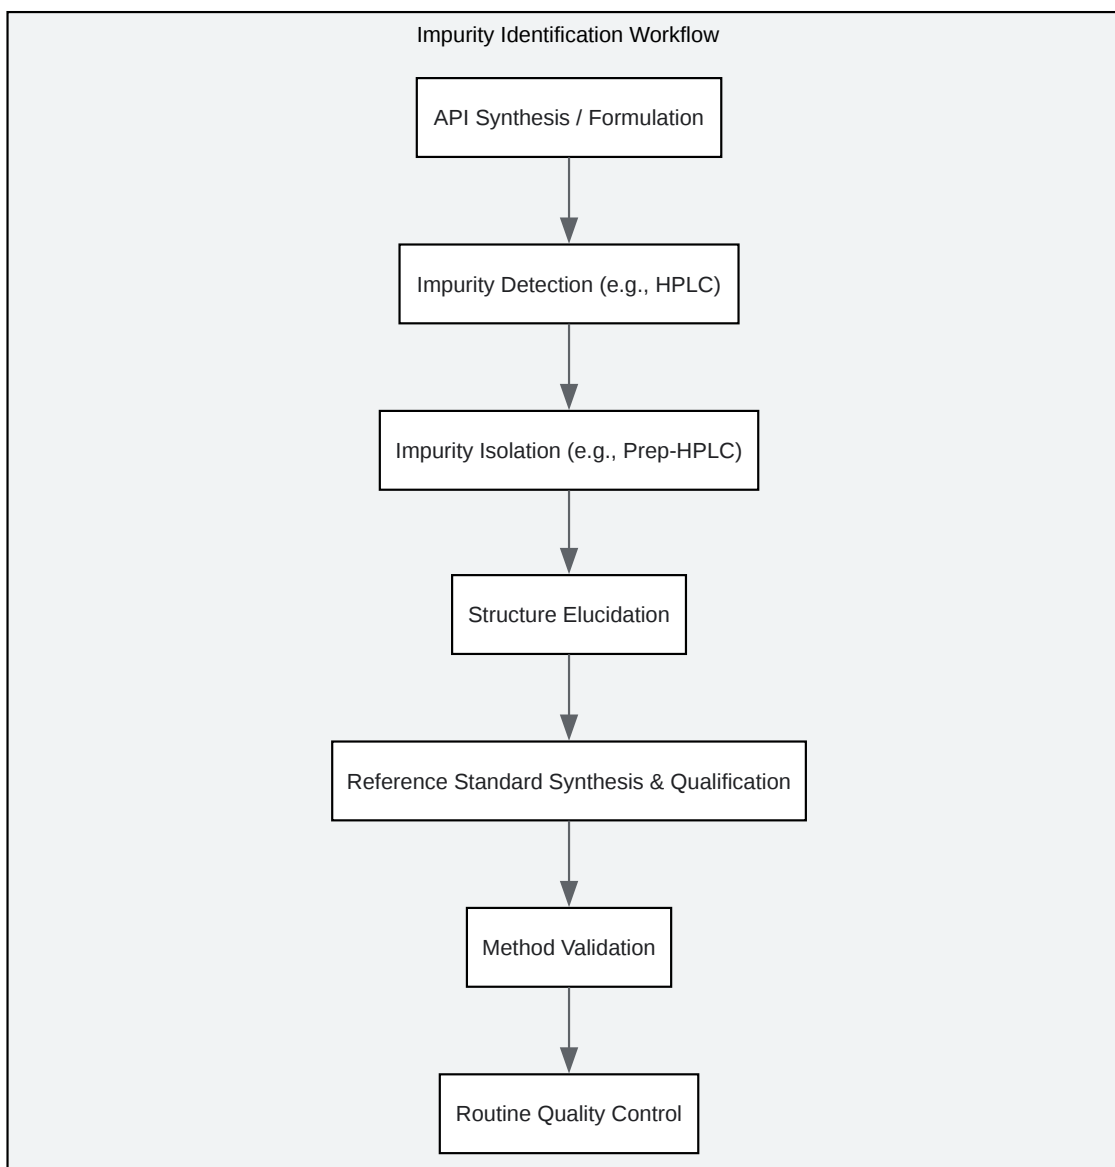 Impurity Identification Workflow
API Synthesis / Formulation
Impurity Detection (e.g., HPLC)
Impurity Isolation (e.g., Prep-HPLC)
Structure Elucidation
Reference Standard Synthesis & Qualification
Method Validation
Routine Quality Control